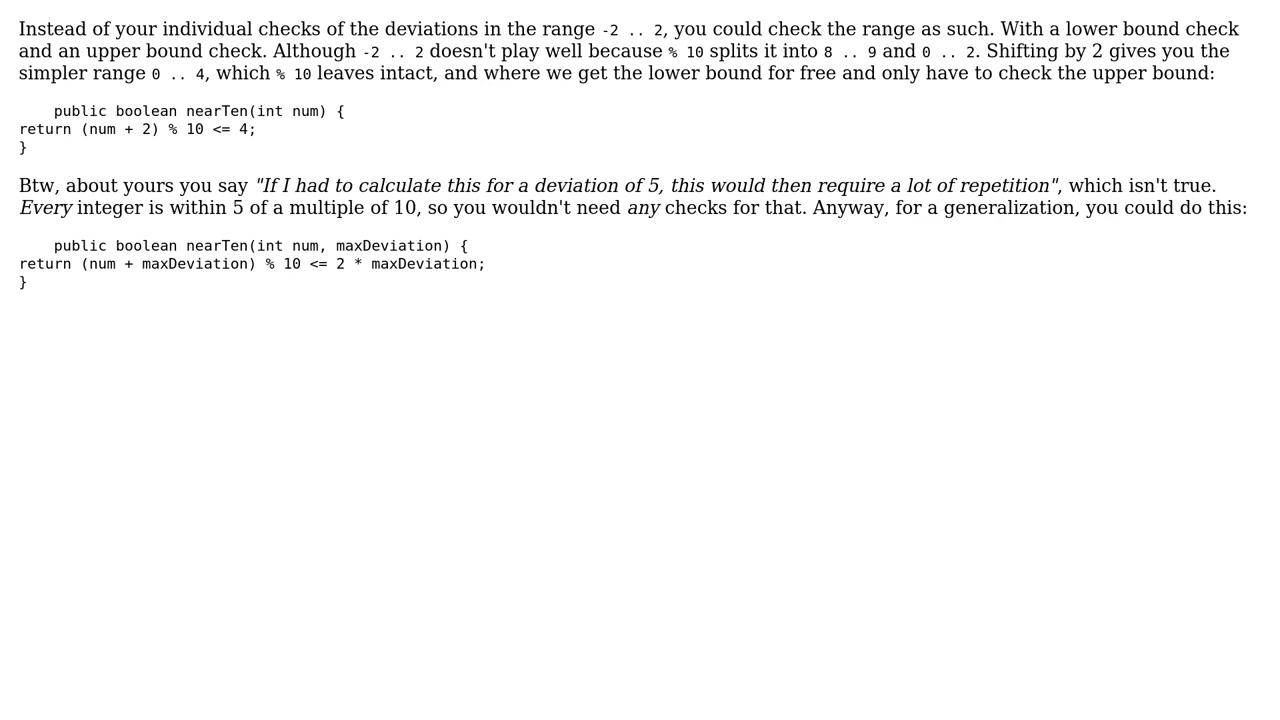 Instead of your individual checks of the deviations in the range -2 .. 2, you could check the range as such. With a lower bound check
and an upper bound check. Although -2 .. 2 doesn't play well because % 10 splits it into 8 .. 9 and 0 .. 2. Shifting by 2 gives you the
simpler range 0 .. 4, which % 10 leaves intact, and where we get the lower bound for free and only have to check the upper bound:
    public boolean nearTen(int num) {
return (num + 2) % 10 <= 4;
}
Btw, about yours you say "If I had to calculate this for a deviation of 5, this would then require a lot of repetition", which isn't true.
Every integer is within 5 of a multiple of 10, so you wouldn't need any checks for that. Anyway, for a generalization, you could do this:
    public boolean nearTen(int num, maxDeviation) {
return (num + maxDeviation) % 10 <= 2 * maxDeviation;
}